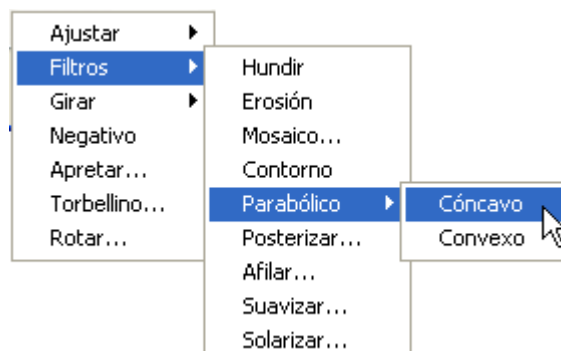 Ajustar
Filtros
Girar
Negativo
Apretar...
Torbellino...
Rotar...
Hundir
Erosión
Mosaico...
Contorno
Parabólico
Posterizar...
Afilar...
Suavizar...
Solarizar...
Cóncavo
Convexo